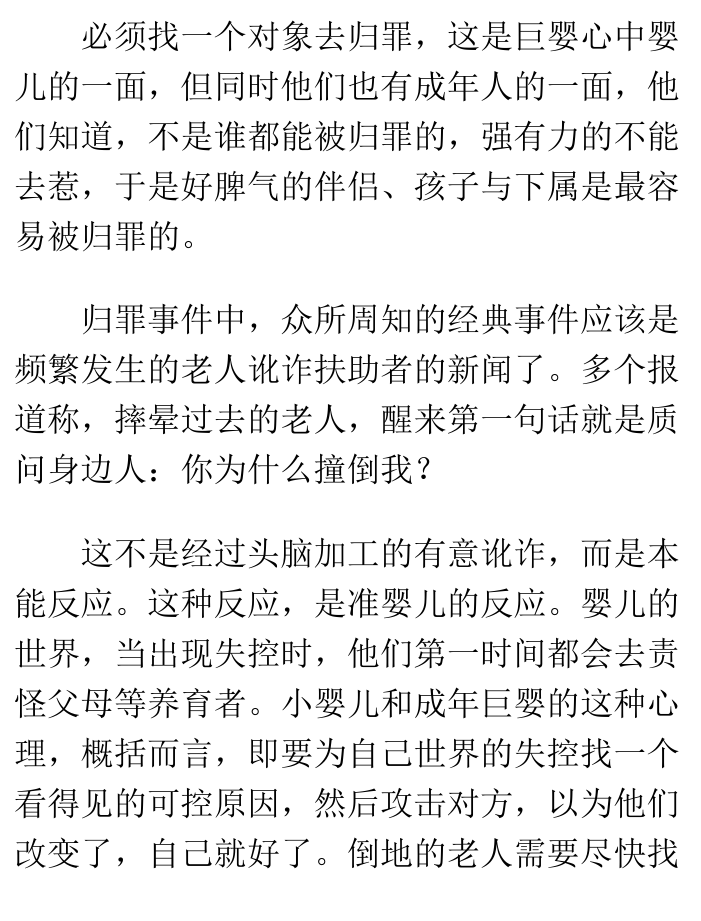 必须找一个对象去归罪，这是巨婴心中婴
儿的一面，但同时他们也有成年人的一面，他
们知道，不是谁都能被归罪的，强有力的不能
去惹，于是好脾气的伴侣、孩子与下属是最容
易被归罪的。
归罪事件中，众所周知的经典事件应该是
频繁发生的老人讹诈扶助者的新闻了。多个报
道称，摔晕过去的老人，醒来第一句话就是质
问身边人：你为什么撞倒我？
这不是经过头脑加工的有意讹诈，而是本
能反应。这种反应，是准婴儿的反应。婴儿的
世界，当出现失控时，他们第一时间都会去责
怪父母等养育者。小婴儿和成年巨婴的这种心
理，概括而言，即要为自己世界的失控找一个
看得见的可控原因，然后攻击对方，以为他们
改变了，自己就好了。倒地的老人需要尽快找